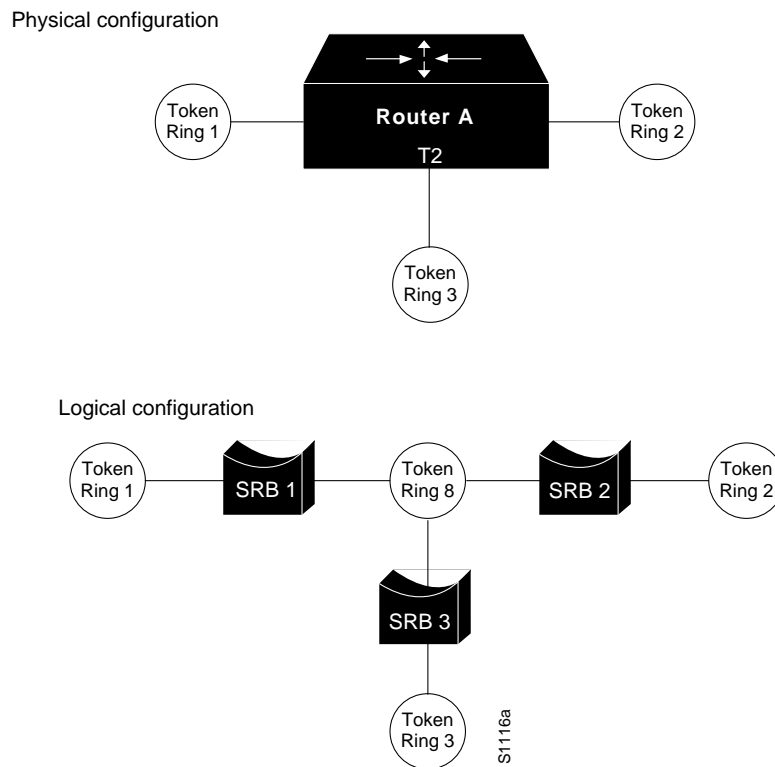 Physical configuration
Token
Ring 1
Router A
T2
Token
Ring 2
Token
Ring 3
Logical configuration
Token
Ring 1
SRB 1
Token
Ring 8
SRB 2
Token
Ring 2
SRB 3
Token
Ring 3
S1116a